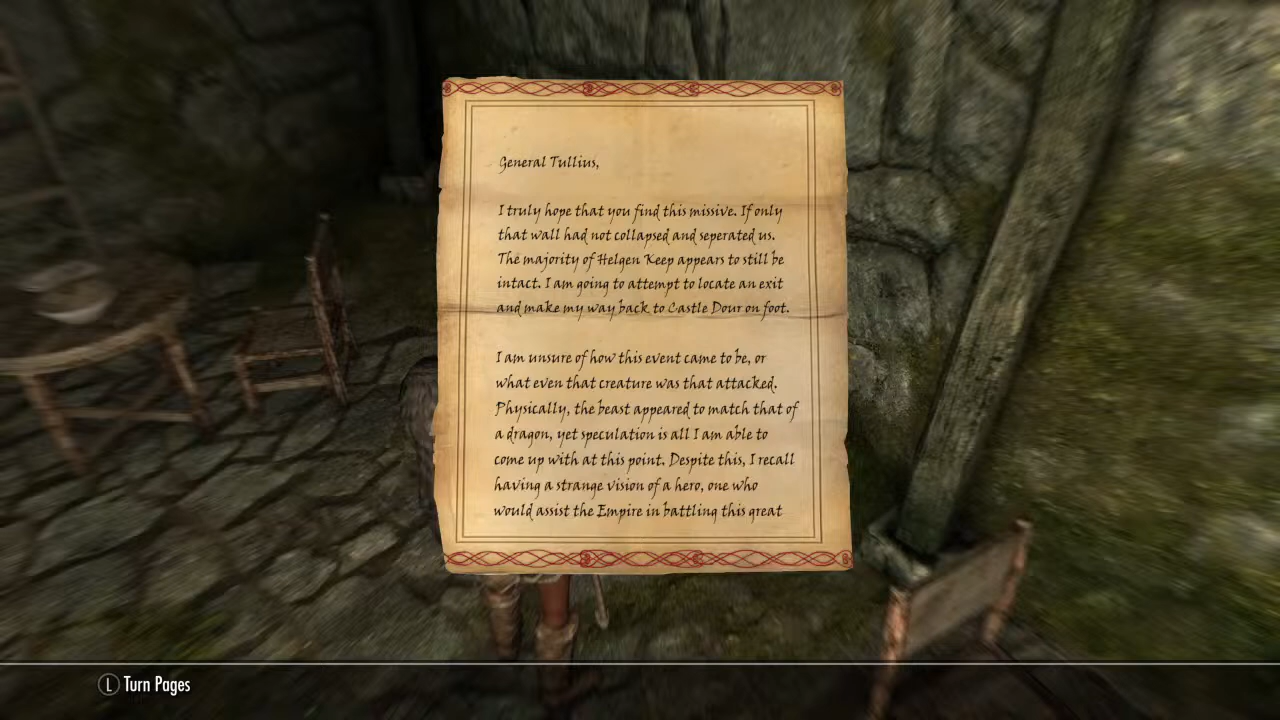 General Tullius,
I truly hope that you find this missive. If only
that wall had not collapsed and seperated us.
The majority of Helgen Keep appears to still be
intact. I am going to attempt to locate an exit
and make my way back to Castle Dour on foot.
I am unsure of how this event came to be, or
what even that creature was that attacked.
Physically, the beast appeared to match that of
a dragon, yet speculation is all I am able to
come up with at this point. Despite this, I recall
having a strange vision of a hero, one who
would assist the Empire in battling this great
L Turn Pages